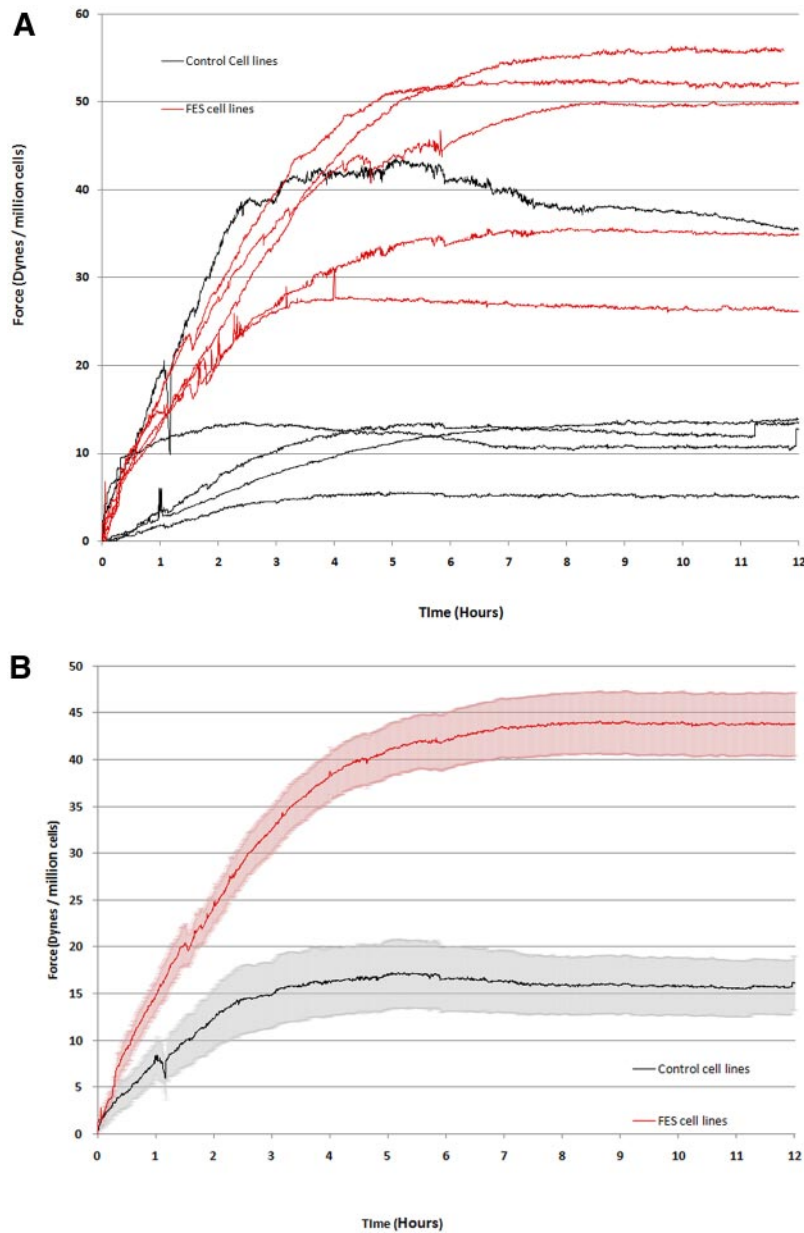 A
60
50
40
30
20
10
0
Force (Dynes / million cells)
Control Cell lines
FES cell lines
0 1 2 3 4 5 6 7 8 9 10 11 12
TIme (Hours)
B
50
45
40
35
30
25
20
15
10
5
0
Force (Dynes / million cells)
Control cell lines
FES cell lines
0 1 2 3 4 5 6 7 8 9 10 11 12
TIme (Hours)